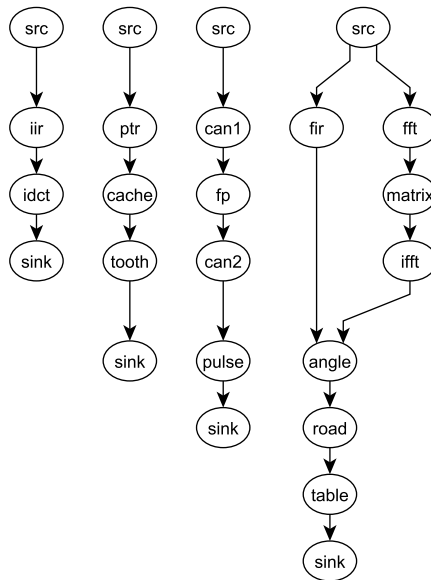 src src src src
iir ptr can1 fir fft
idct cache fp matrix
sink tooth can2 ifft
sink pulse angle
sink road
table
sink